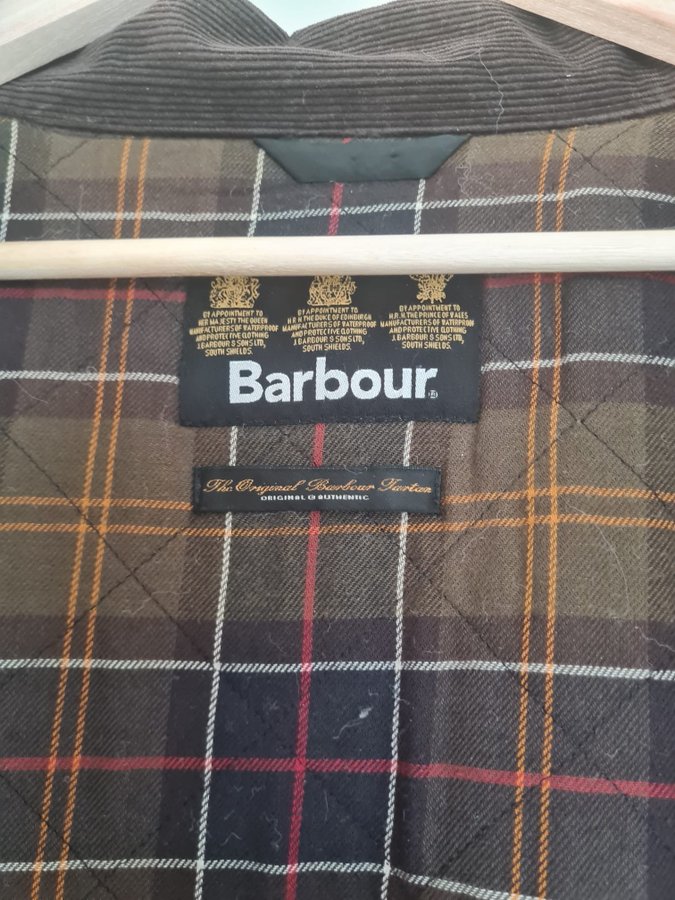 BY APPOINTMENT TO
HER MAJESTY THE QUEEN
MANUFACTURERS OF WATERPROOF
AND PROTECTIVE CLOTHING
J. BARBOUR & SONS LTD
SOUTH SHIELDS.
BY APPOINTMENT TO
H.R.H. THE DUKE OF EDINBURGH
MANUFACTURERS OF WATERPROOF
AND PROTECTIVE CLOTHING
J. BARBOUR & SONS LTD
SOUTH SHIELDS.
BY APPOINTMENT TO
H.R.H. THE PRINCE OF WALES
MANUFACTURERS OF WATERPROOF
AND PROTECTIVE CLOTHING
J. BARBOUR & SONS LTD
SOUTH SHIELDS.
Barbour.
The Original Barbour Tartan
ORIGINAL & AUTHENTIC